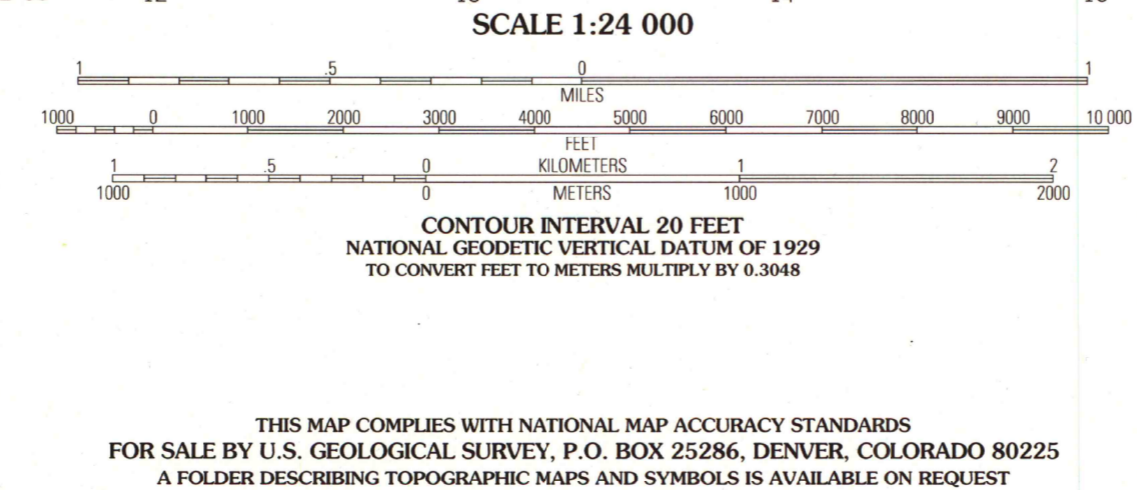 SCALE 1:24 000
1 .5 0 1
MILES
1000 0 1000 2000 3000 4000 5000 6000 7000 8000 9000 10 000
FEET
1 .5 0 KILOMETERS 1 2
1000 0 METERS 1000 2000
CONTOUR INTERVAL 20 FEET
NATIONAL GEODETIC VERTICAL DATUM OF 1929
TO CONVERT FEET TO METERS MULTIPLY BY 0.3048
THIS MAP COMPLIES WITH NATIONAL MAP ACCURACY STANDARDS
FOR SALE BY U.S. GEOLOGICAL SURVEY, P.O. BOX 25286, DENVER, COLORADO 80225
A FOLDER DESCRIBING TOPOGRAPHIC MAPS AND SYMBOLS IS AVAILABLE ON REQUEST